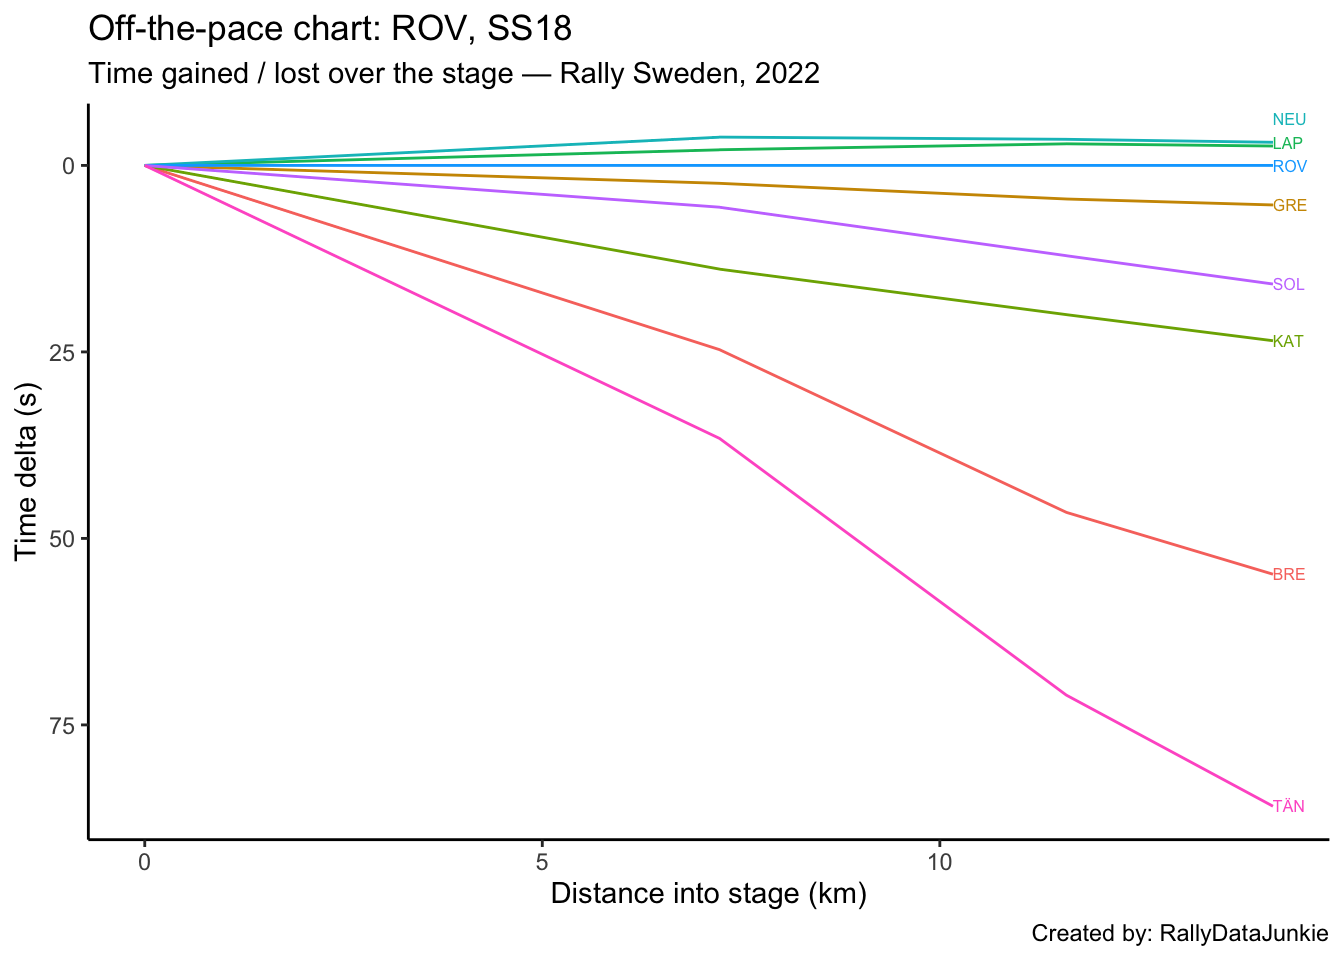 Off-the-pace chart: ROV, SS18
Time gained / lost over the stage — Rally Sweden, 2022
NEU
LAP
ROV
GRE
SOL
KAT
BRE
TÄN
0
25
50
75
Time delta (s)
0
5
10
Distance into stage (km)
Created by: RallyDataJunkie